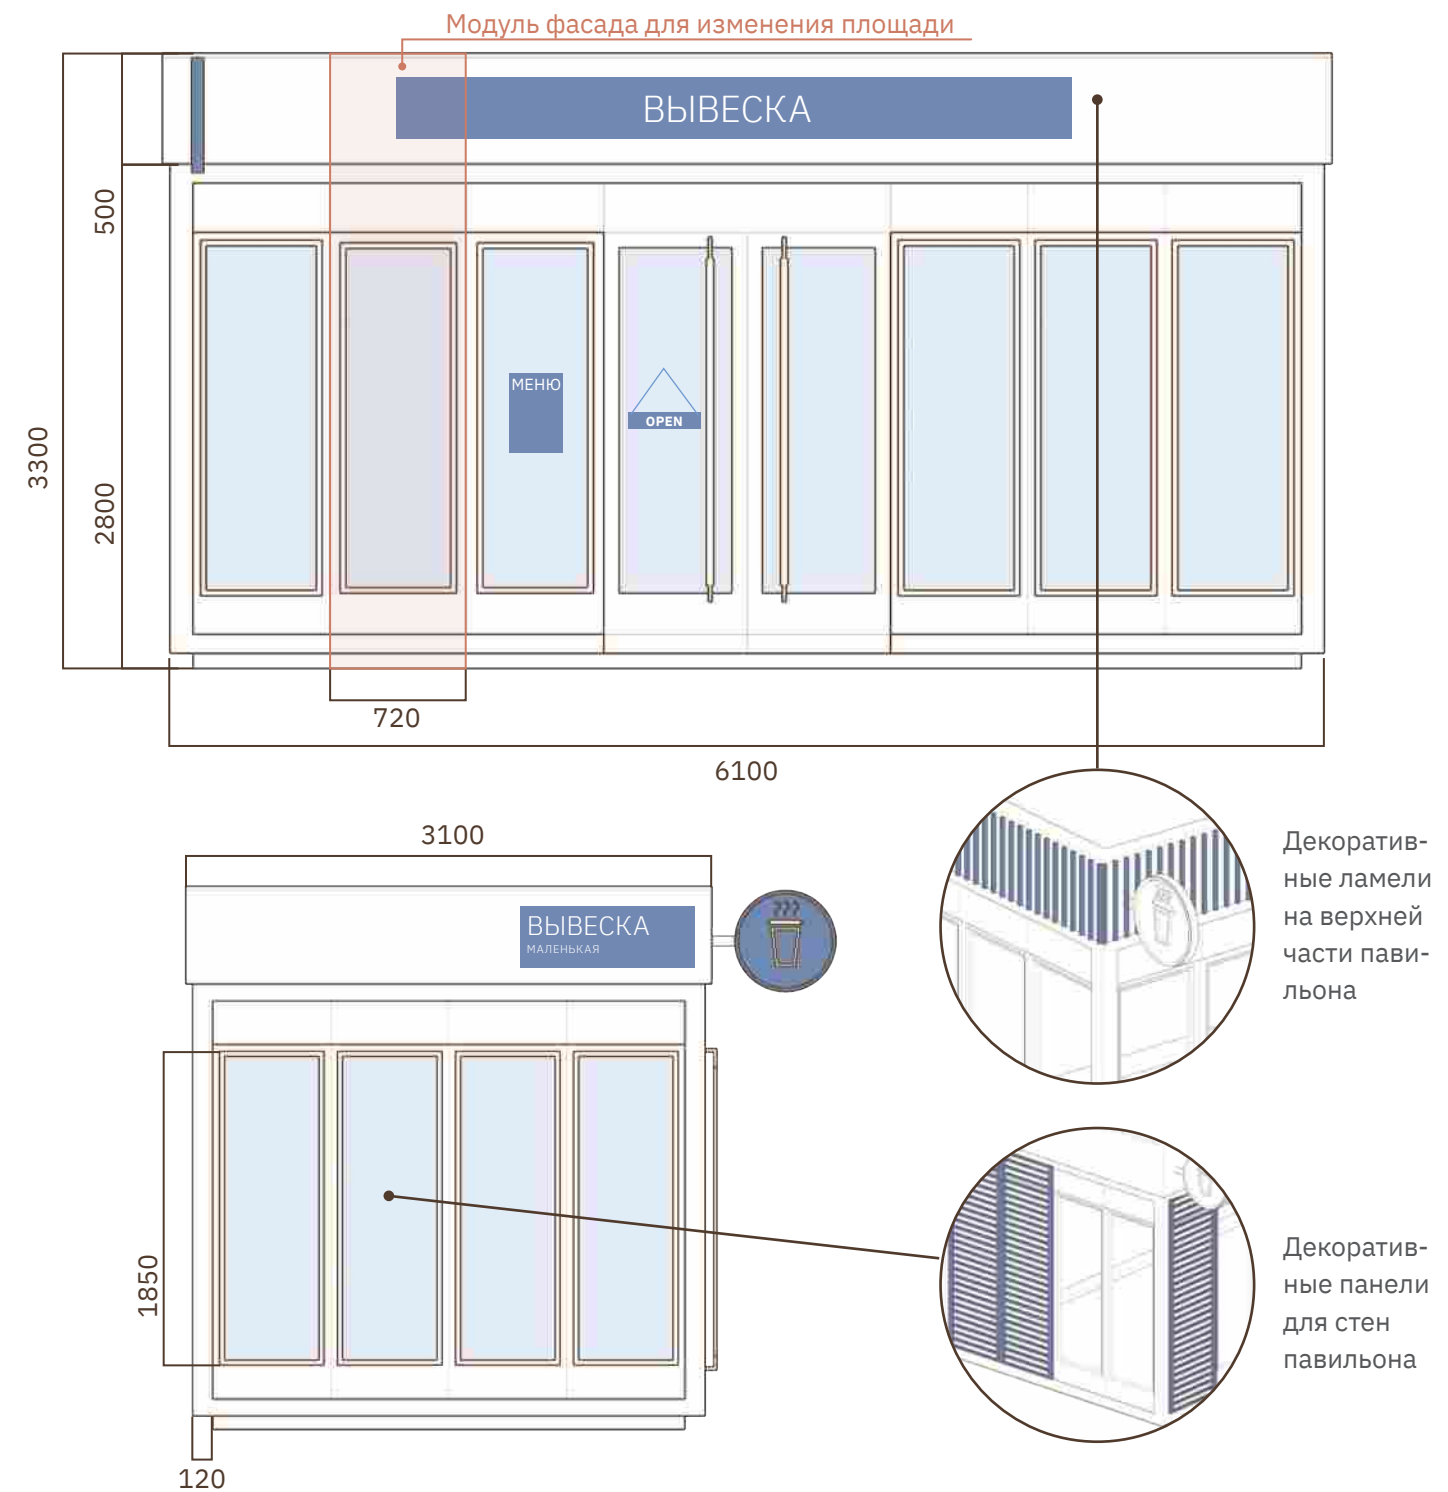 Модуль фасада для изменения площади
ВЫВЕСКА
500
3300
2800
МЕНЮ
OPEN
720
6100
3100
ВЫВЕСКА
МАЛЕНЬКАЯ
Декоратив-
ные ламели
на верхней
части пави-
льона
1850
Декоратив-
ные панели
для стен
павильона
120